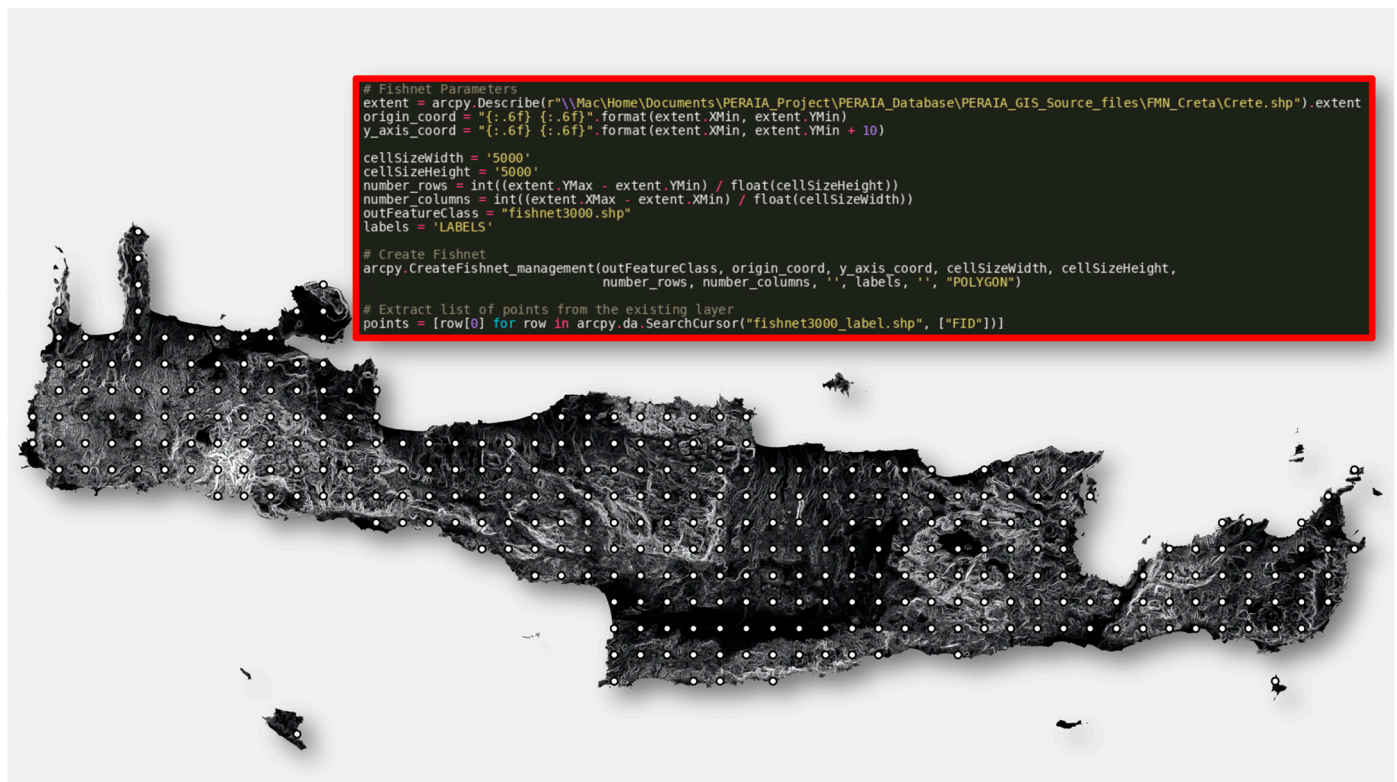 # Fishnet Parameters
extent = arcpy.Describe(r"\\Mac\Home\Documents\PERAIA_Project\PERAIA_Database\PERAIA_GIS_Source_files\FMN_Creta\Crete.shp").extent
origin_coord = "{:.6f} {:.6f}".format(extent.XMin, extent.YMin)
y_axis_coord = "{:.6f} {:.6f}".format(extent.XMin, extent.YMin + 10)
cellSizeWidth = '5000'
cellSizeHeight = '5000'
number_rows = int((extent.YMax - extent.YMin) / float(cellSizeHeight))
number_columns = int((extent.XMax - extent.XMin) / float(cellSizeWidth))
outFeatureClass = "fishnet3000.shp"
labels = 'LABELS'
# Create Fishnet
arcpy.CreateFishnet_management(outFeatureClass, origin_coord, y_axis_coord, cellSizeWidth, cellSizeHeight,
number_rows, number_columns, '', labels, '', "POLYGON")
# Extract list of points from the existing layer
points = [row[0] for row in arcpy.da.SearchCursor("fishnet3000_label.shp", ["FID"])]